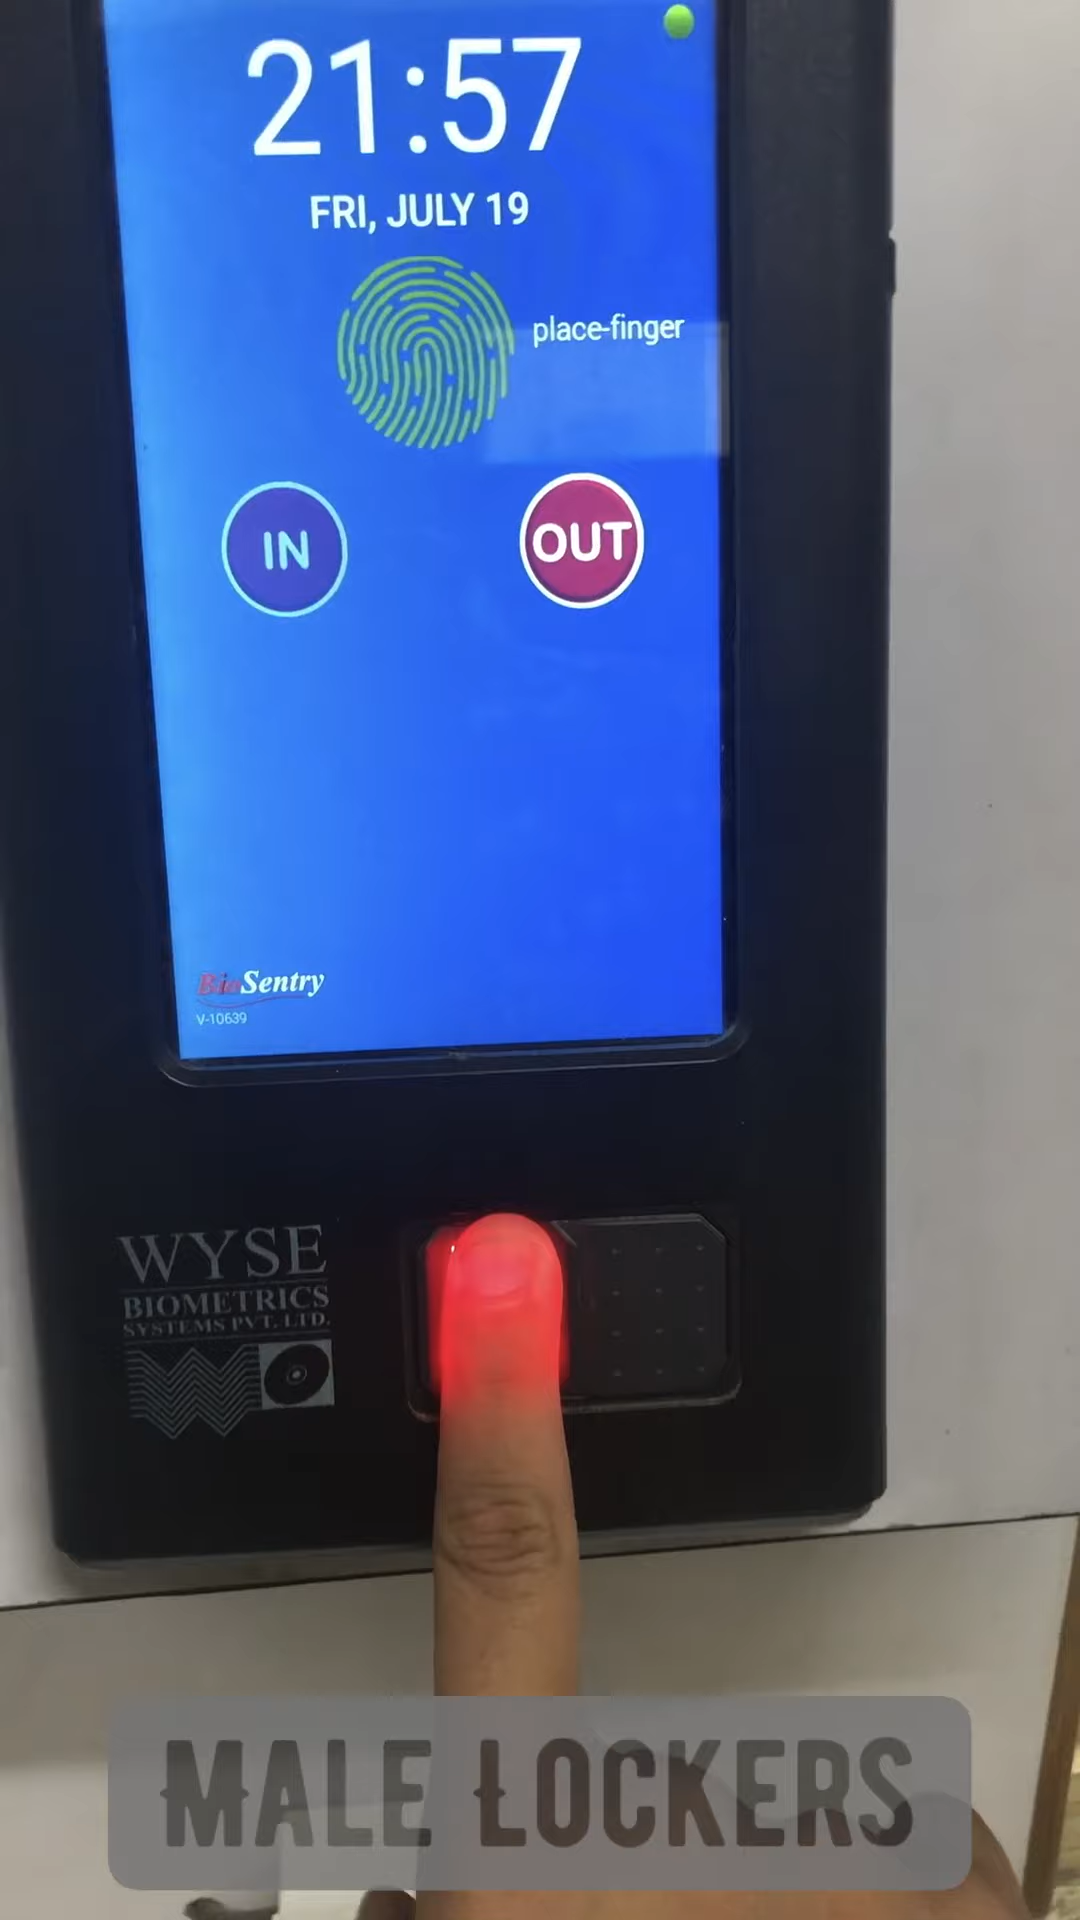 21:57
FRI, JULY 19
place-finger
IN
OUT
BioSentry
V-10639
WYSE
BIOMETRICS
SYSTEMS PVT. LTD.
MALE LOCKERS